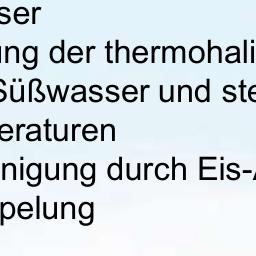 ser
ung der thermohali
Süßwasser und ste
eraturen
nigung durch Eis-A
pelung